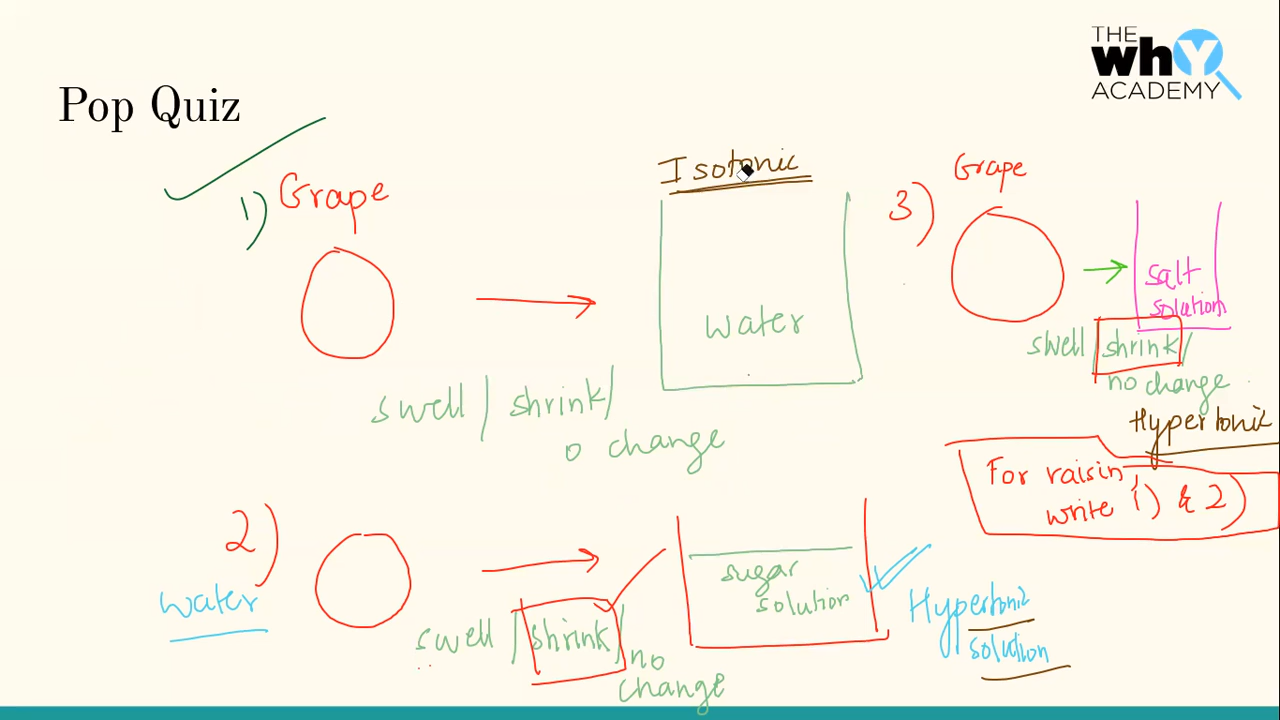 THE
whY
ACADEMY
Pop Quiz
1) Grape
Isotonic
water
swell / shrink /
o change
3) Grape
salt
solution
swell / shrink /
no change
Hypertonic
For raisin,
write 1) & 2)
2)
water
swell / shrink /
no
change
sugar
solution
Hypertonic
solution